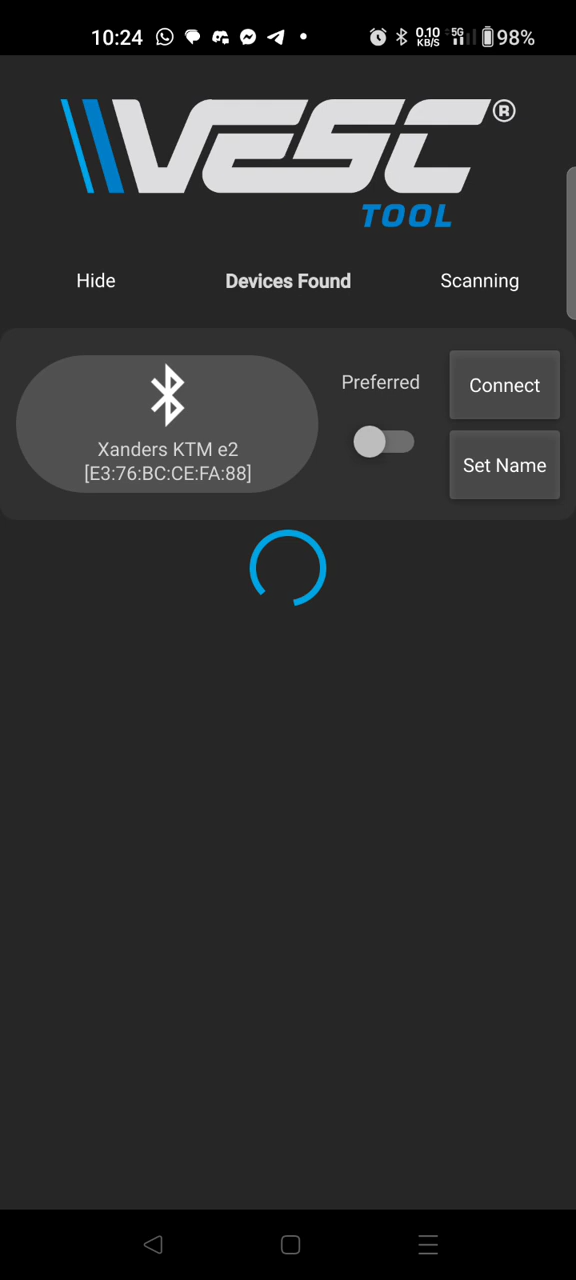 10:24
0.10
KB/S
5G
98%
VESC®
TOOL
Hide
Devices Found
Scanning
Xanders KTM e2
[E3:76:BC:CE:FA:88]
Preferred
Connect
Set Name